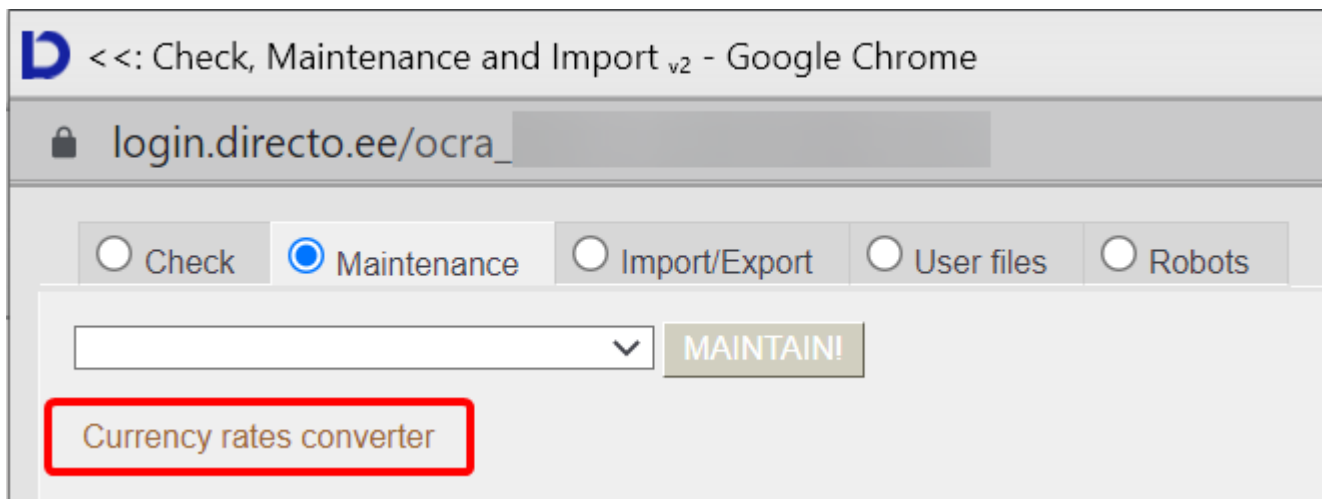 <<: Check, Maintenance and Import v2 - Google Chrome
login.directo.ee/ocra_
Check Maintenance Import/Export User files Robots
MAINTAIN!
Currency rates converter